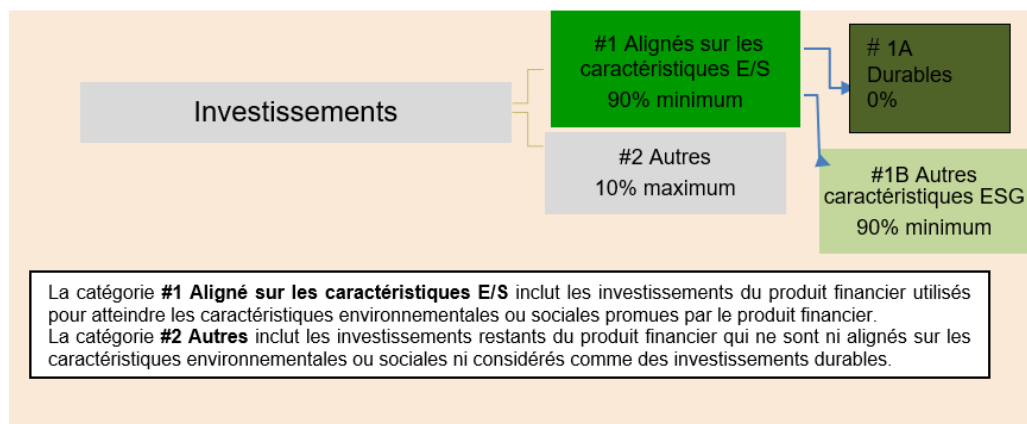 Investissements
#1 Alignés sur les
caractéristiques E/S
90% minimum
# 1A
Durables
0%
#2 Autres
10% maximum
#1B Autres
caractéristiques ESG
90% minimum
La catégorie #1 Aligné sur les caractéristiques E/S inclut les investissements du produit financier utilisés
pour atteindre les caractéristiques environnementales ou sociales promues par le produit financier.
La catégorie #2 Autres inclut les investissements restants du produit financier qui ne sont ni alignés sur les
caractéristiques environnementales ou sociales ni considérés comme des investissements durables.